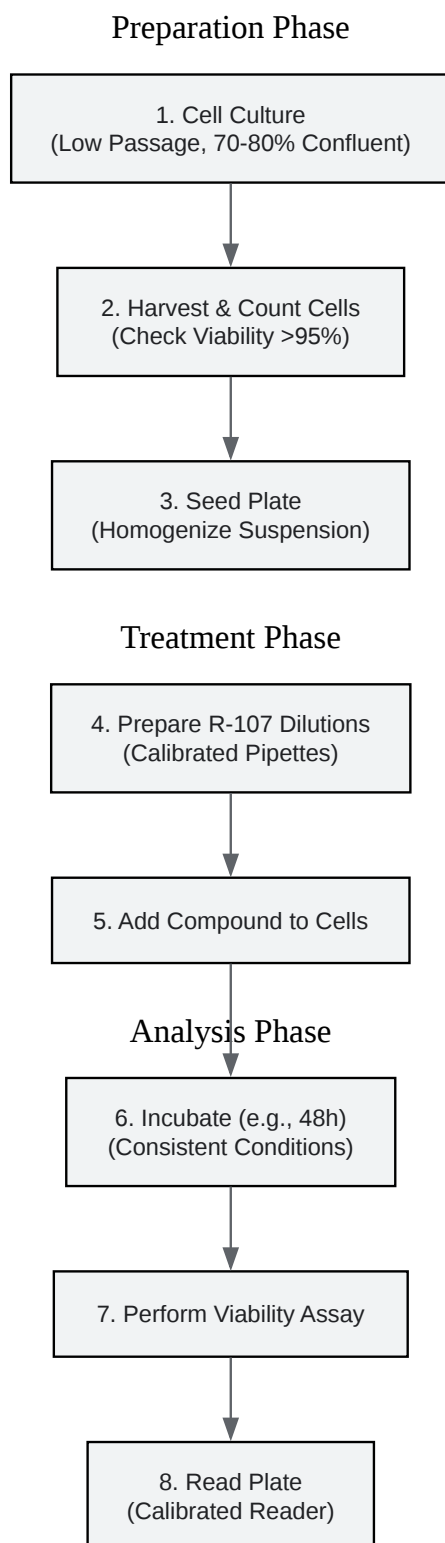 Preparation Phase
1. Cell Culture
(Low Passage, 70-80% Confluent)
2. Harvest & Count Cells
(Check Viability >95%)
3. Seed Plate
(Homogenize Suspension)
Treatment Phase
4. Prepare R-107 Dilutions
(Calibrated Pipettes)
5. Add Compound to Cells
Analysis Phase
6. Incubate (e.g., 48h)
(Consistent Conditions)
7. Perform Viability Assay
8. Read Plate
(Calibrated Reader)